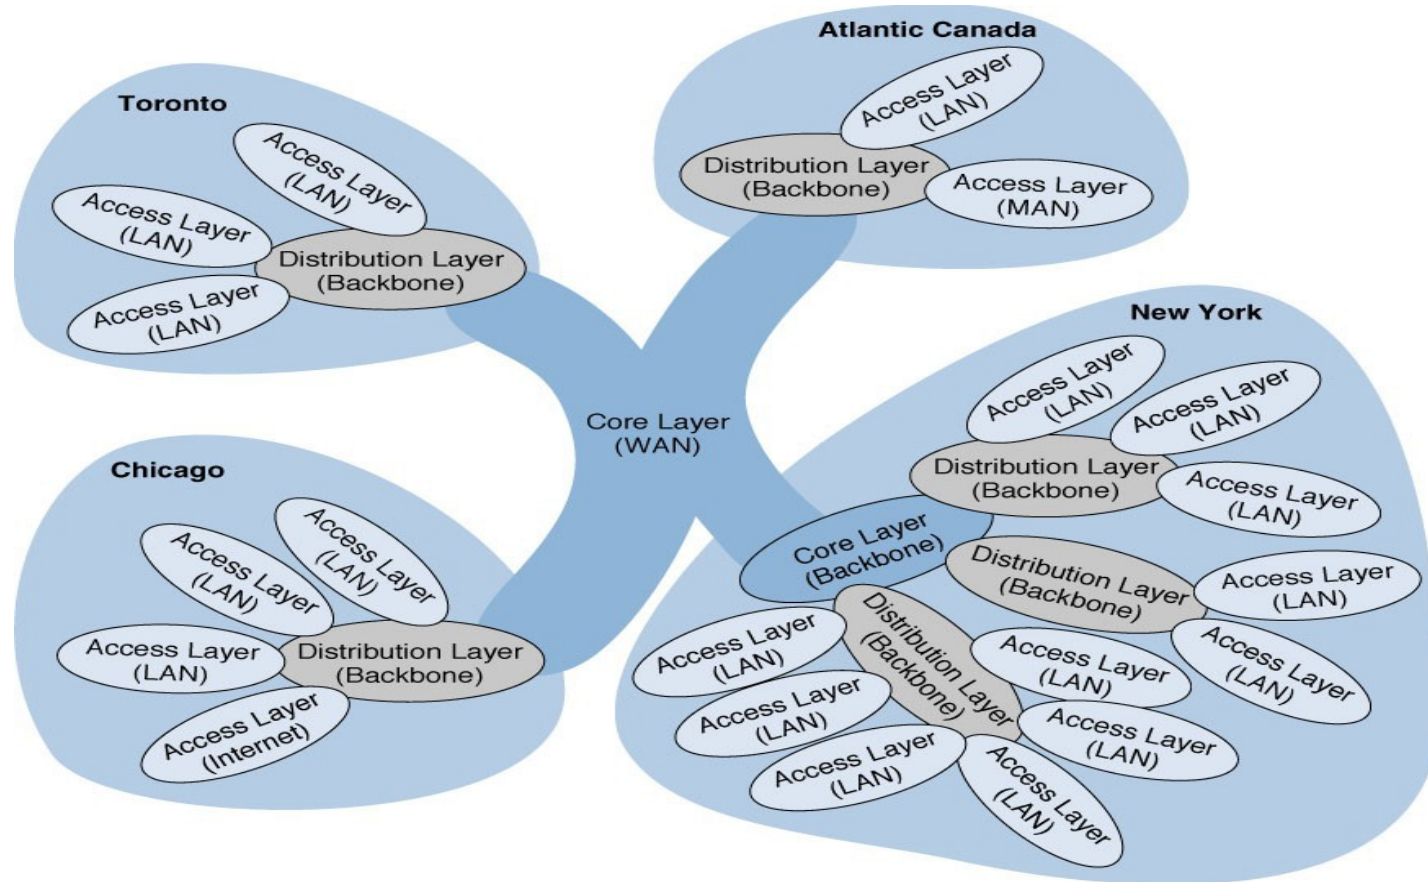 Toronto
Access Layer
(LAN)
Access Layer
(LAN)
Access Layer
(LAN)
Distribution Layer
(Backbone)
Atlantic Canada
Access Layer
(LAN)
Distribution Layer
(Backbone)
Access Layer
(MAN)
Core Layer
(WAN)
Chicago
Access Layer
(LAN)
Access Layer
(LAN)
Access Layer
(LAN)
Access Layer
(Internet)
Distribution Layer
(Backbone)
New York
Access Layer
(LAN)
Access Layer
(LAN)
Distribution Layer
(Backbone)
Access Layer
(LAN)
Core Layer
(Backbone)
Distribution Layer
(Backbone)
Access Layer
(LAN)
Access Layer
(LAN)
Distribution Layer
(Backbone)
Access Layer
(LAN)
Access Layer
(LAN)
Access Layer
(LAN)
Access Layer
(LAN)
Access Layer
(LAN)
Access Layer
(LAN)